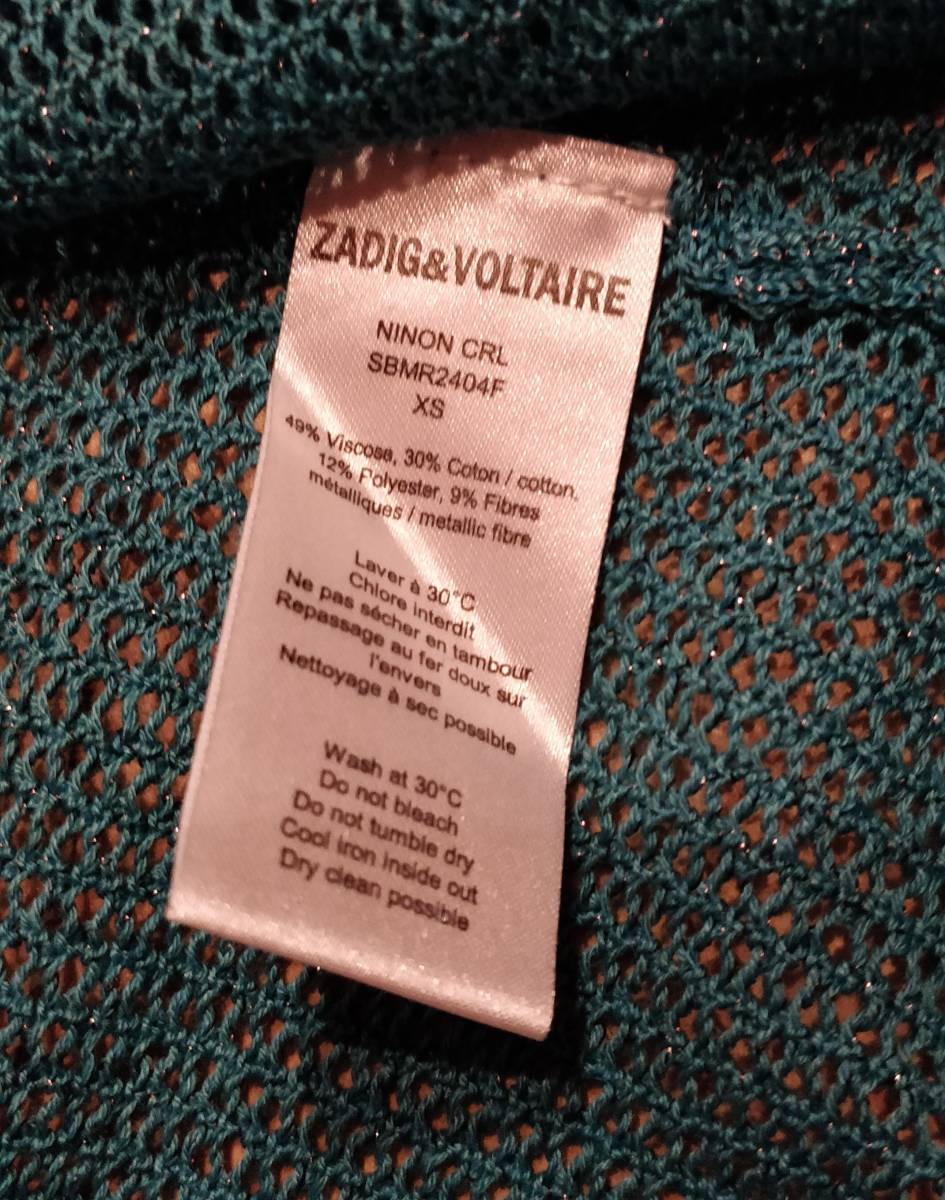 ZADIG&VOLTAIRE
NINON CRL
SBMR2404F
XS
49% Viscose, 30% Coton / cotton,
12% Polyester, 9% Fibres
métalliques / metallic fibre
Laver à 30°C
Chlore interdit
Ne pas sécher en tambour
Repassage au fer doux sur
l'envers
Nettoyage à sec possible
Wash at 30°C
Do not bleach
Do not tumble dry
Cool iron inside out
Dry clean possible